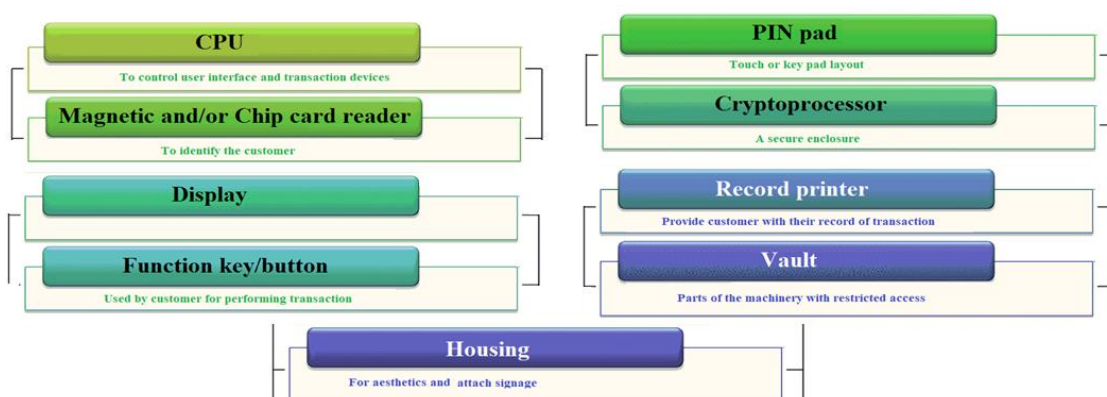 CPU
To control user interface and transaction devices
Magnetic and/or Chip card reader
To identify the customer
Display
Function key/button
Used by customer for performing transaction
PIN pad
Touch or key pad layout
Cryptoprocessor
A secure enclosure
Record printer
Provide customer with their record of transaction
Vault
Parts of the machinery with restricted access
Housing
For aesthetics and attach signage